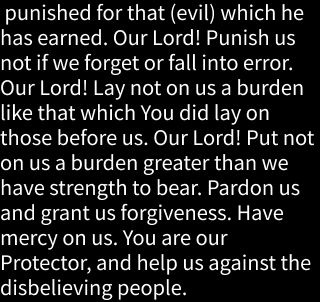 punished for that (evil) which he
has earned. Our Lord! Punish us
not if we forget or fall into error.
Our Lord! Lay not on us a burden
like that which You did lay on
those before us. Our Lord! Put not
on us a burden greater than we
have strength to bear. Pardon us
and grant us forgiveness. Have
mercy on us. You are our
Protector, and help us against the
disbelieving people.